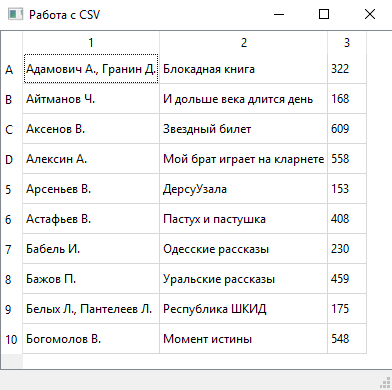 Работа с CSV
1 2 3
A Адамович А., Гранин Д. Блокадная книга 322
B Айтманов Ч. И дольше века длится день 168
C Аксенов В. Звездный билет 609
D Алексин А. Мой брат играет на кларнете 558
5 Арсеньев В. ДерсуУзала 153
6 Астафьев В. Пастух и пастушка 408
7 Бабель И. Одесские рассказы 230
8 Бажов П. Уральские рассказы 459
9 Белых Л., Пантелеев Л. Республика ШКИД 175
10 Богомолов В. Момент истины 548